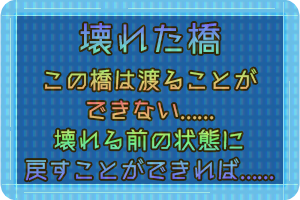 壊れた橋
この橋は渡ることが
できない……
壊れる前の状態に
戻すことができれば……